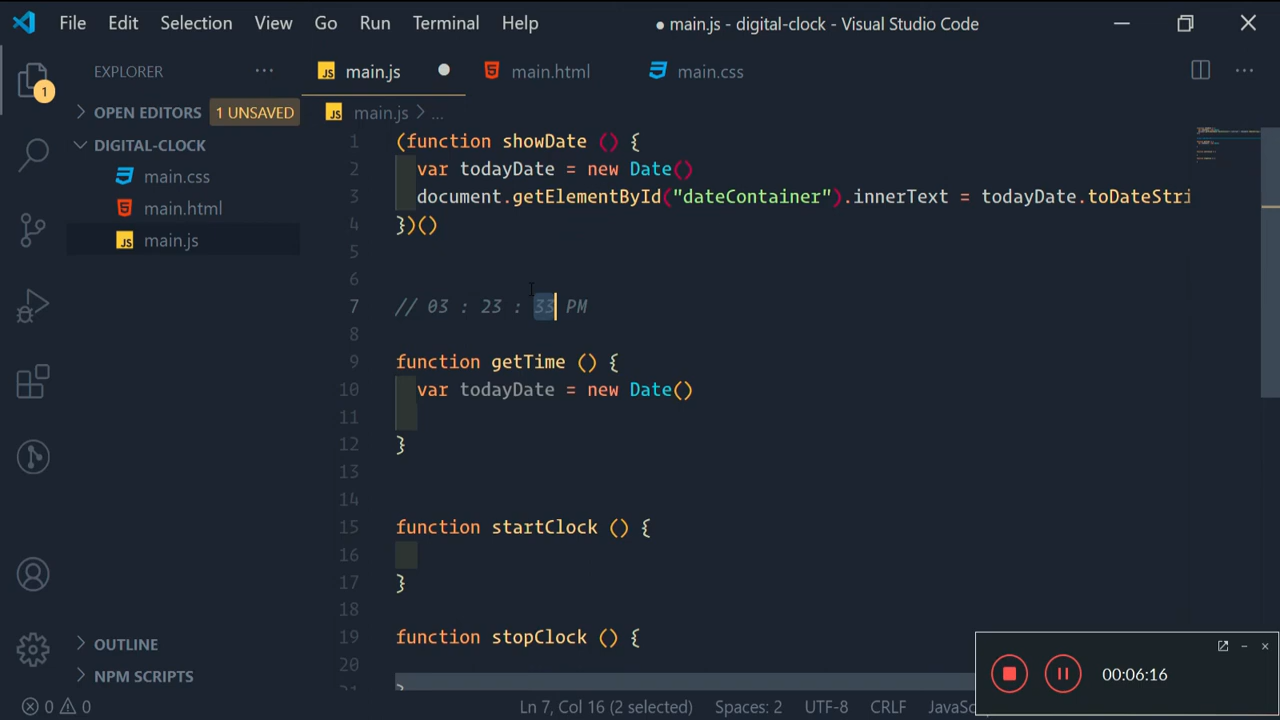 File Edit Selection View Go Run Terminal Help ● main.js - digital-clock - Visual Studio Code
EXPLORER ··· JS main.js ● main.html main.css ···
1
OPEN EDITORS 1 UNSAVED JS main.js > ...
DIGITAL-CLOCK
main.css
main.html
JS main.js
1 (function showDate () {
2 var todayDate = new Date()
3 document.getElementById("dateContainer").innerText = todayDate.toDateStri
4 })()
5
6
7 // 03 : 23 : 33 PM
8
9 function getTime () {
10 var todayDate = new Date()
11
12 }
13
14
15 function startClock () {
16
17 }
18
19 function stopClock () {
20
OUTLINE
NPM SCRIPTS
00:06:16
0 0 Ln 7, Col 16 (2 selected) Spaces: 2 UTF-8 CRLF JavaSc